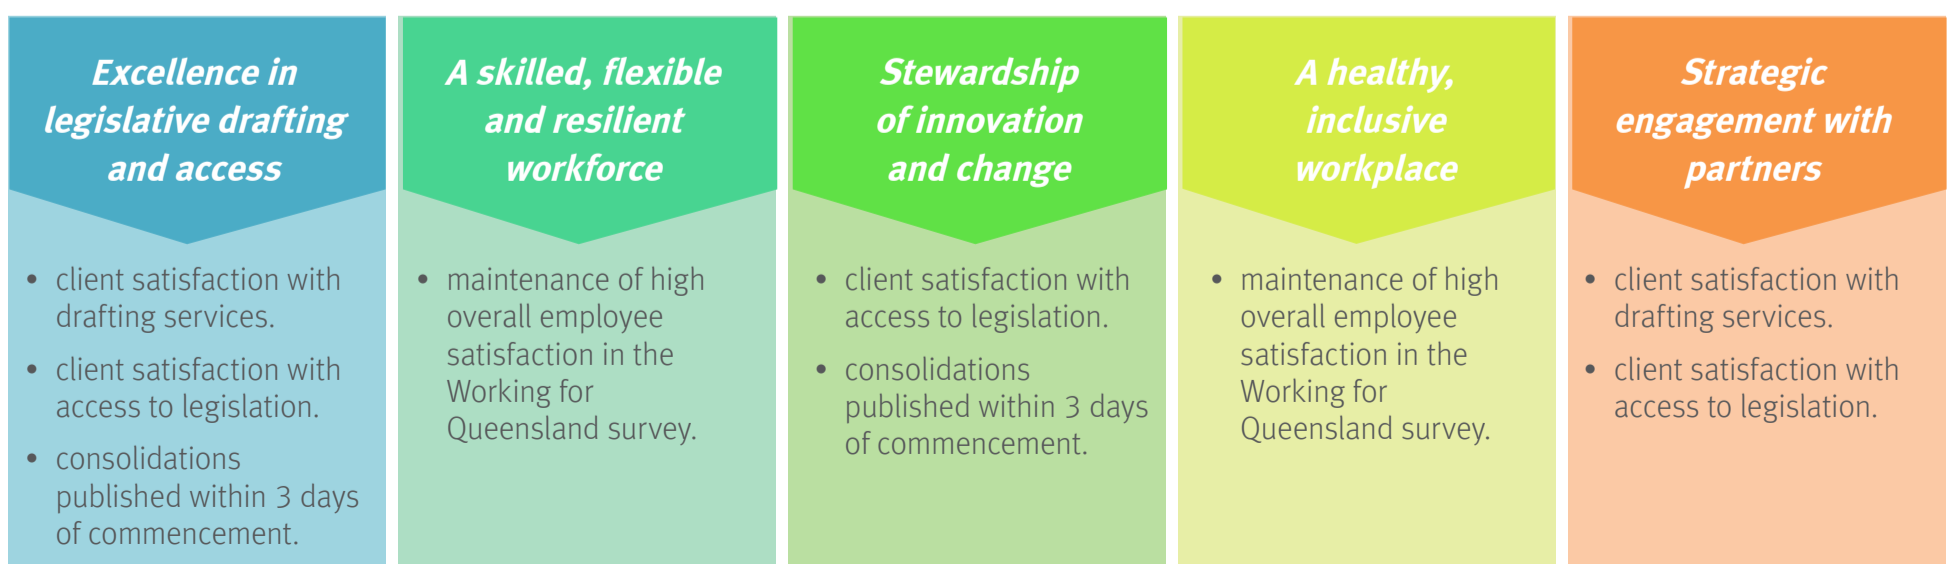 Excellence in
legislative drafting
and access
• client satisfaction with
drafting services.
• client satisfaction with
access to legislation.
• consolidations
published within 3 days
of commencement.
A skilled, flexible
and resilient
workforce
• maintenance of high
overall employee
satisfaction in the
Working for
Queensland survey.
Stewardship
of innovation
and change
• client satisfaction with
access to legislation.
• consolidations
published within 3 days
of commencement.
A healthy,
inclusive
workplace
• maintenance of high
overall employee
satisfaction in the
Working for
Queensland survey.
Strategic
engagement with
partners
• client satisfaction with
drafting services.
• client satisfaction with
access to legislation.